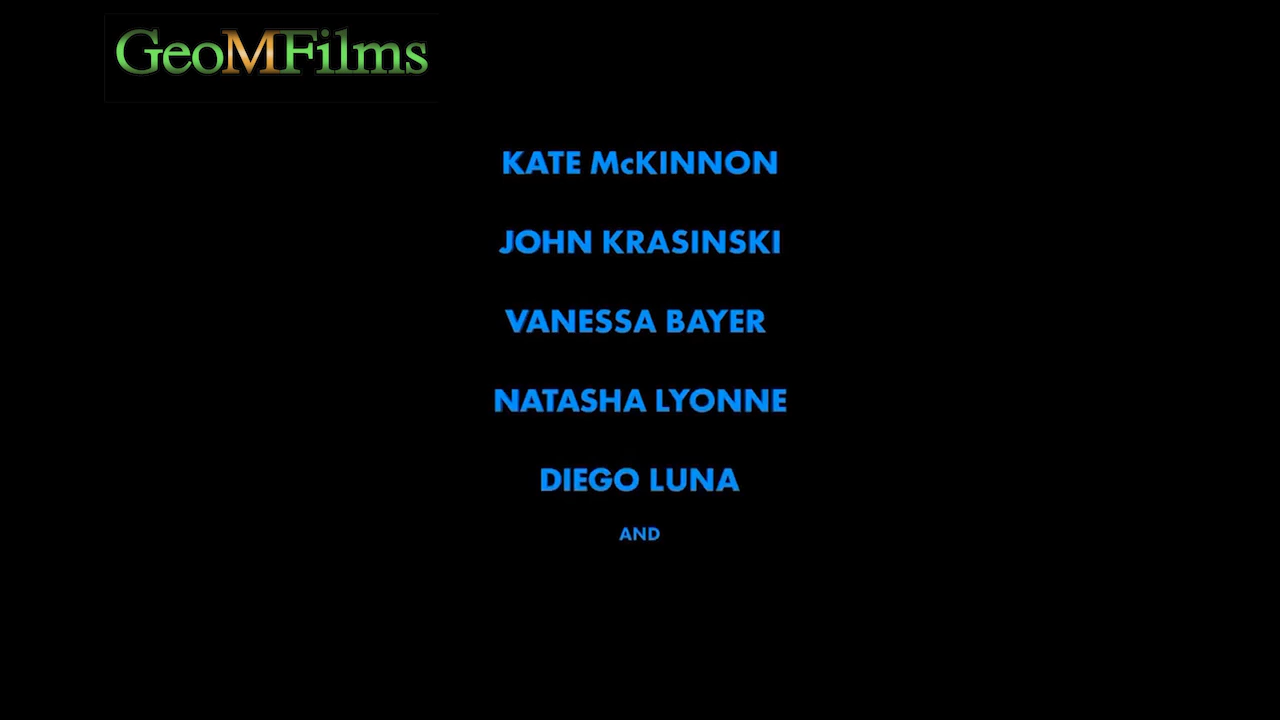 GeoMFilms
KATE McKINNON
JOHN KRASINSKI
VANESSA BAYER
NATASHA LYONNE
DIEGO LUNA
AND